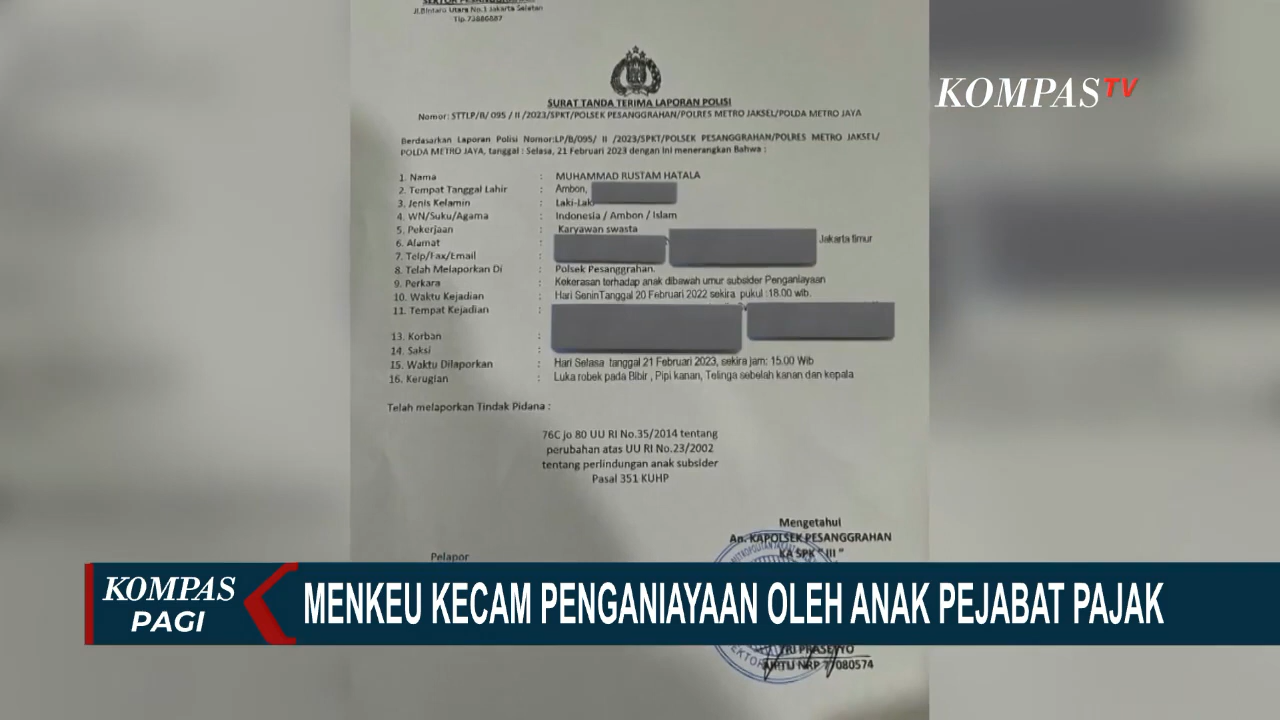 Jl.Bintaro Utara No.1 Jakarta Selatan
Tlp.73886687
KOMPAS TV
SURAT TANDA TERIMA LAPORAN POLISI
Nomor: STTLP/B/ 095 / II /2023/SPKT/POLSEK PESANGGRAHAN/POLRES METRO JAKSEL/POLDA METRO JAYA
Berdasarkan Laporan Polisi Nomor:LP/B/095/ II /2023/SPKT/POLSEK PESANGGRAHAN/POLRES METRO JAKSEL/
POLDA METRO JAYA, tanggal : Selasa, 21 Februari 2023 dengan ini menerangkan Bahwa :
1. Nama : MUHAMMAD RUSTAM HATALA
2. Tempat Tanggal Lahir : Ambon,
3. Jenis Kelamin : Laki-Laki
4. WN/Suku/Agama : Indonesia / Ambon / Islam
5. Pekerjaan : Karyawan swasta
6. Alamat : Jakarta timur
7. Telp/Fax/Email :
8. Telah Melaporkan Di : Polsek Pesanggrahan.
9. Perkara : Kekerasan terhadap anak dibawah umur subsider Penganiayaan
10. Waktu Kejadian : Hari SeninTanggal 20 Februari 2022 sekira pukul :18.00 wib.
11. Tempat Kejadian :
13. Korban :
14. Saksi :
15. Waktu Dilaporkan : Hari Selasa tanggal 21 Februari 2023, sekira jam: 15.00 Wib
16. Kerugian : Luka robek pada Bibir , Pipi kanan, Telinga sebelah kanan dan kepala
Telah melaporkan Tindak Pidana :
76C jo 80 UU RI No.35/2014 tentang
perubahan atas UU RI No.23/2002
tentang perlindungan anak subsider
Pasal 351 KUHP
Mengetahui
An. KAPOLSEK PESANGGRAHAN
KA SPK " III "
Pelapor
KOMPAS PAGI
MENKEU KECAM PENGANIAYAAN OLEH ANAK PEJABAT PAJAK
TRI PRASETYO
AIPTU NRP 77080574